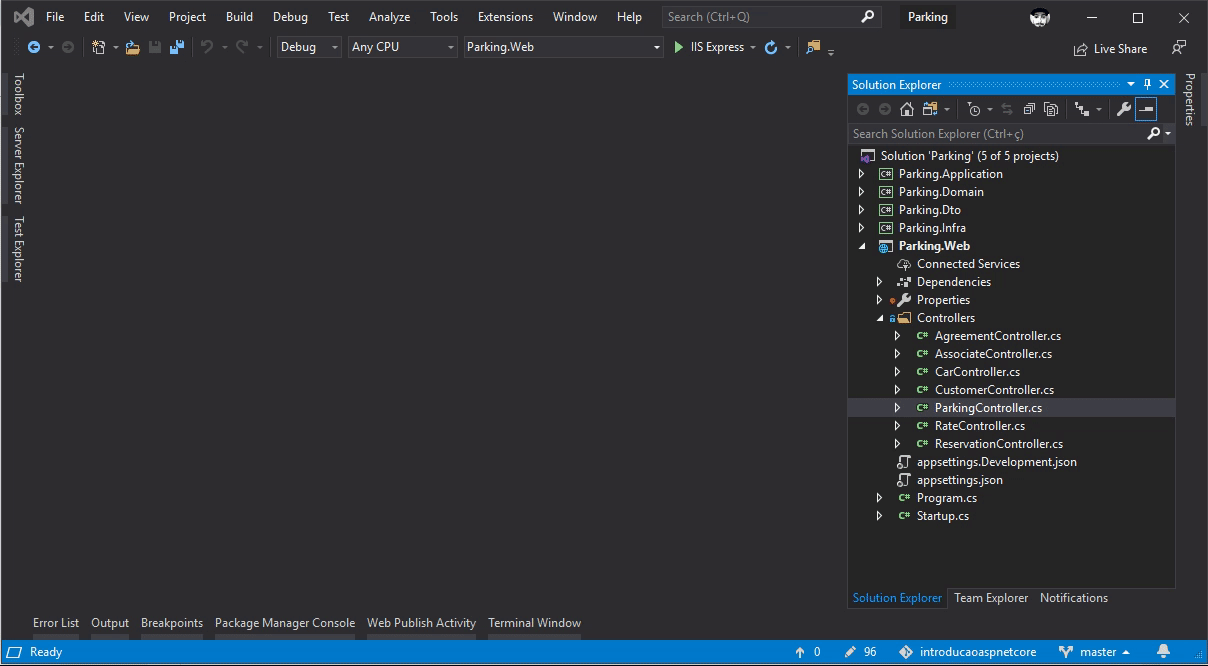 File Edit View Project Build Debug Test Analyze Tools Extensions Window Help Search (Ctrl+Q) Parking
Debug Any CPU Parking.Web IIS Express Live Share
Toolbox
Server Explorer
Test Explorer
Solution Explorer
Properties
Search Solution Explorer (Ctrl+ç)
Solution 'Parking' (5 of 5 projects)
C# Parking.Application
C# Parking.Domain
C# Parking.Dto
C# Parking.Infra
Parking.Web
Connected Services
Dependencies
Properties
Controllers
C# AgreementController.cs
C# AssociateController.cs
C# CarController.cs
C# CustomerController.cs
C# ParkingController.cs
C# RateController.cs
C# ReservationController.cs
appsettings.Development.json
appsettings.json
C# Program.cs
C# Startup.cs
Solution Explorer Team Explorer Notifications
Error List Output Breakpoints Package Manager Console Web Publish Activity Terminal Window
Ready 0 96 introducaoaspnetcore master